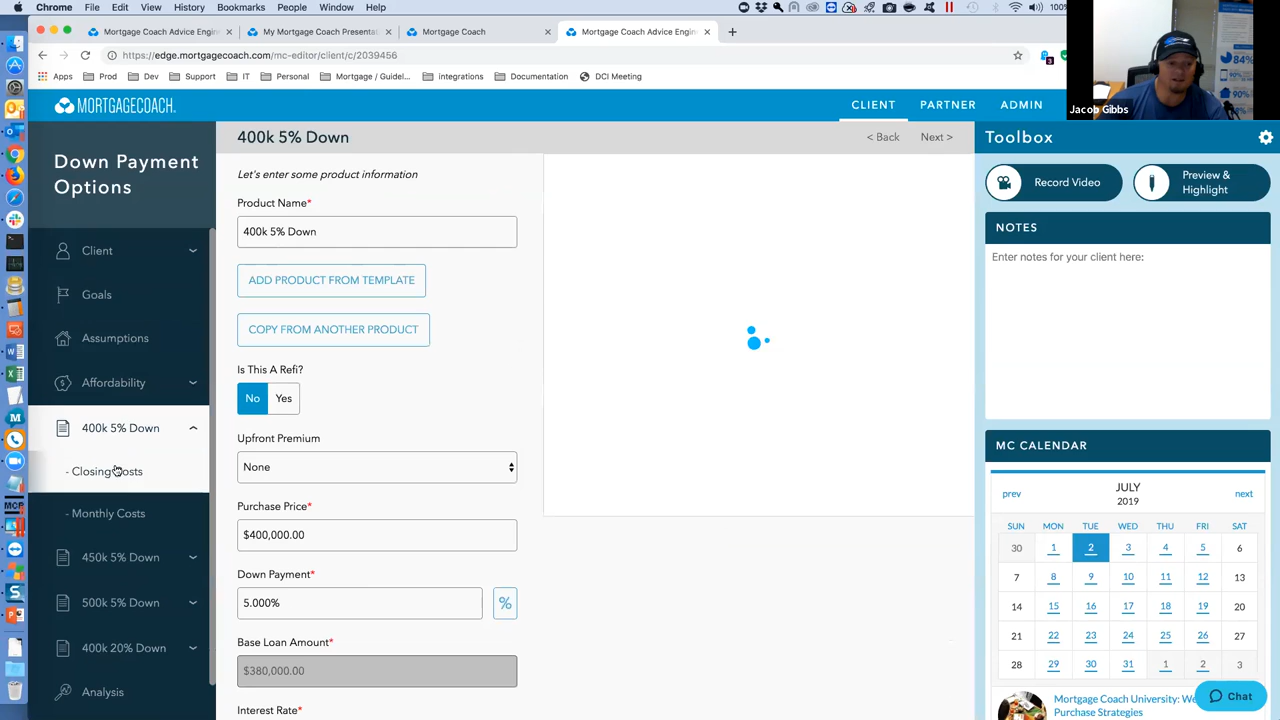 Chrome File Edit View History Bookmarks People Window Help
100%
Mortgage Coach Advice Engin
My Mortgage Coach Presentat
Mortgage Coach
Mortgage Coach Advice Engin
https://edge.mortgagecoach.com/mc-editor/client/c/2039456
Apps Prod Dev Support IT Personal Mortgage / Guidel... integrations Documentation DCI Meeting
84%
90%
90%
Jacob Gibbs
MORTGAGECOACH
CLIENT PARTNER ADMIN
Down Payment
Options
Client
Goals
Assumptions
Affordability
400k 5% Down
- Closing Costs
- Monthly Costs
450k 5% Down
500k 5% Down
400k 20% Down
Analysis
400k 5% Down
< Back Next >
Let's enter some product information
Product Name*
400k 5% Down
ADD PRODUCT FROM TEMPLATE
COPY FROM ANOTHER PRODUCT
Is This A Refi?
No Yes
Upfront Premium
None
Purchase Price*
$400,000.00
Down Payment*
5.000%
%
Base Loan Amount*
$380,000.00
Interest Rate*
Toolbox
Record Video
Preview &
Highlight
NOTES
Enter notes for your client here:
MC CALENDAR
prev JULY next
2019
SUN MON TUE WED THU FRI SAT
30 1 2 3 4 5 6
7 8 9 10 11 12 13
14 15 16 17 18 19 20
21 22 23 24 25 26 27
28 29 30 31 1 2 3
Mortgage Coach University: We
Purchase Strategies
Chat